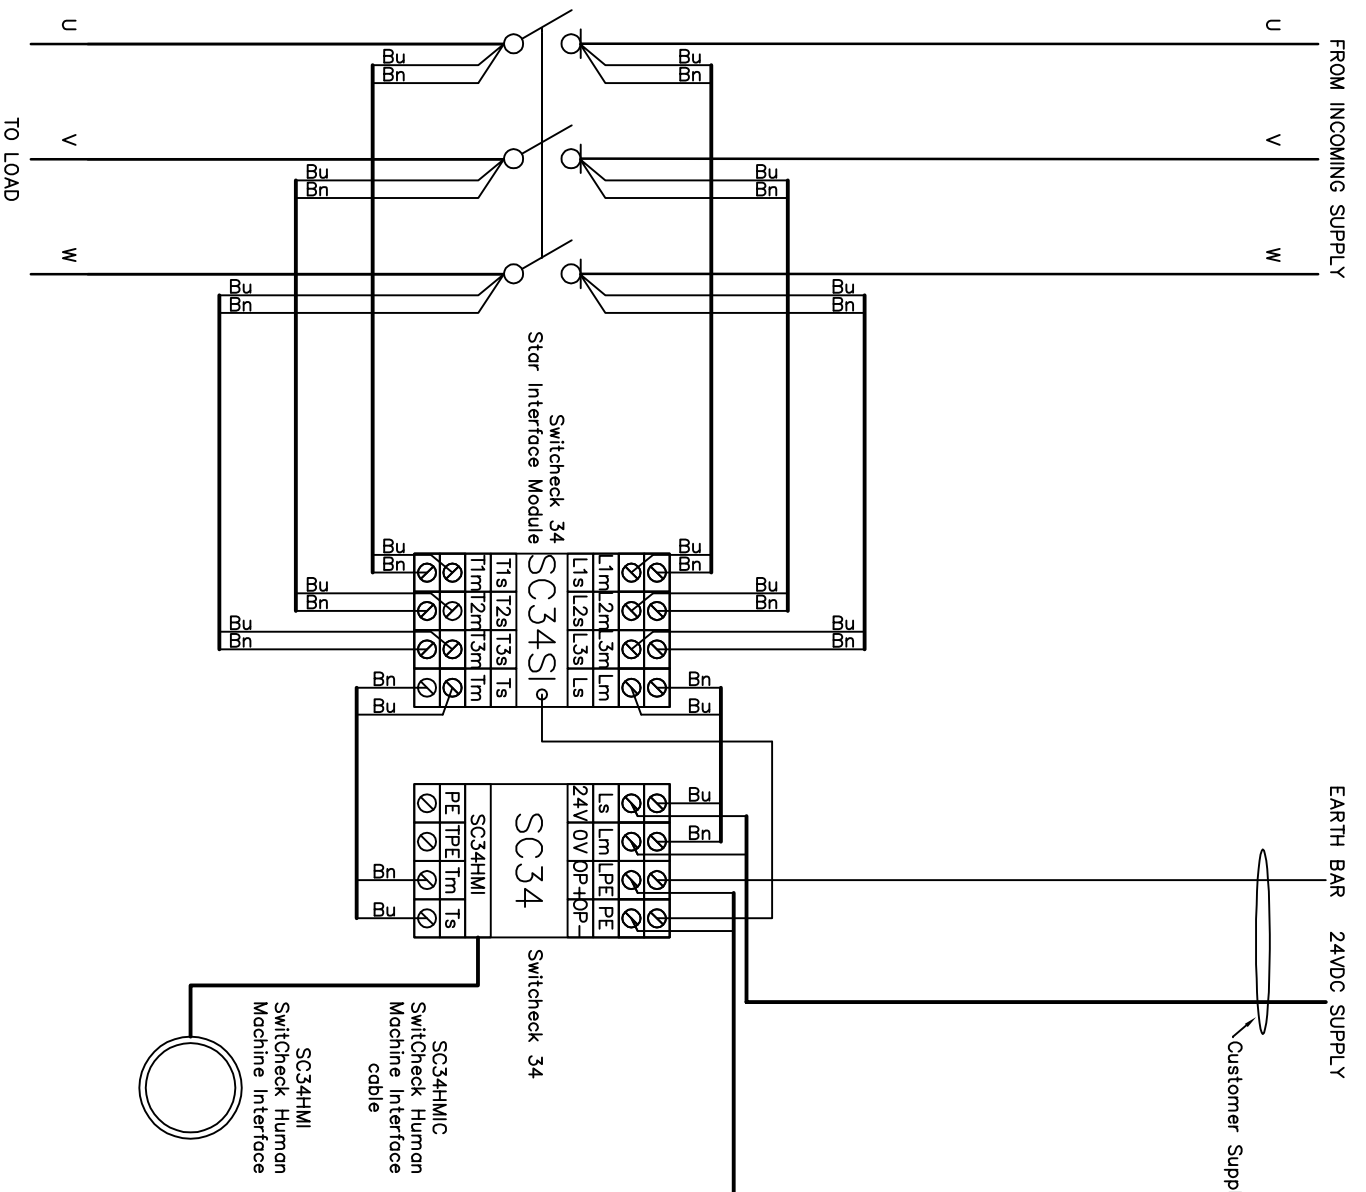 FROM INCOMING SUPPLY
U
V
W
U
V
W
TO LOAD
Bu
Bn
Bu
Bn
Bu
Bn
Bu
Bn
Bu
Bn
Bu
Bn
Switcheck 34
Star Interface Module
Bu
Bn
Bu
Bn
Bu
Bn
Bu
Bn
Bu
Bn
Bu
Bn
L1m
L2m
L3m
Lm
L1s
L2s
L3s
Ls
SC34SI
T1s
T2s
T3s
Ts
T1m
T2m
T3m
Tm
Bn
Bu
Bn
Bu
EARTH BAR
24VDC SUPPLY
Customer Supp
Bu
Bn
Bn
Bu
Ls
Lm
LPE
PE
24V
0V
OP+
OP-
SC34
SC34HMI
PE
TPE
Tm
Ts
Switcheck 34
SC34HMIC
SwitCheck Human
Machine Interface
cable
SC34HMI
SwitCheck Human
Machine Interface